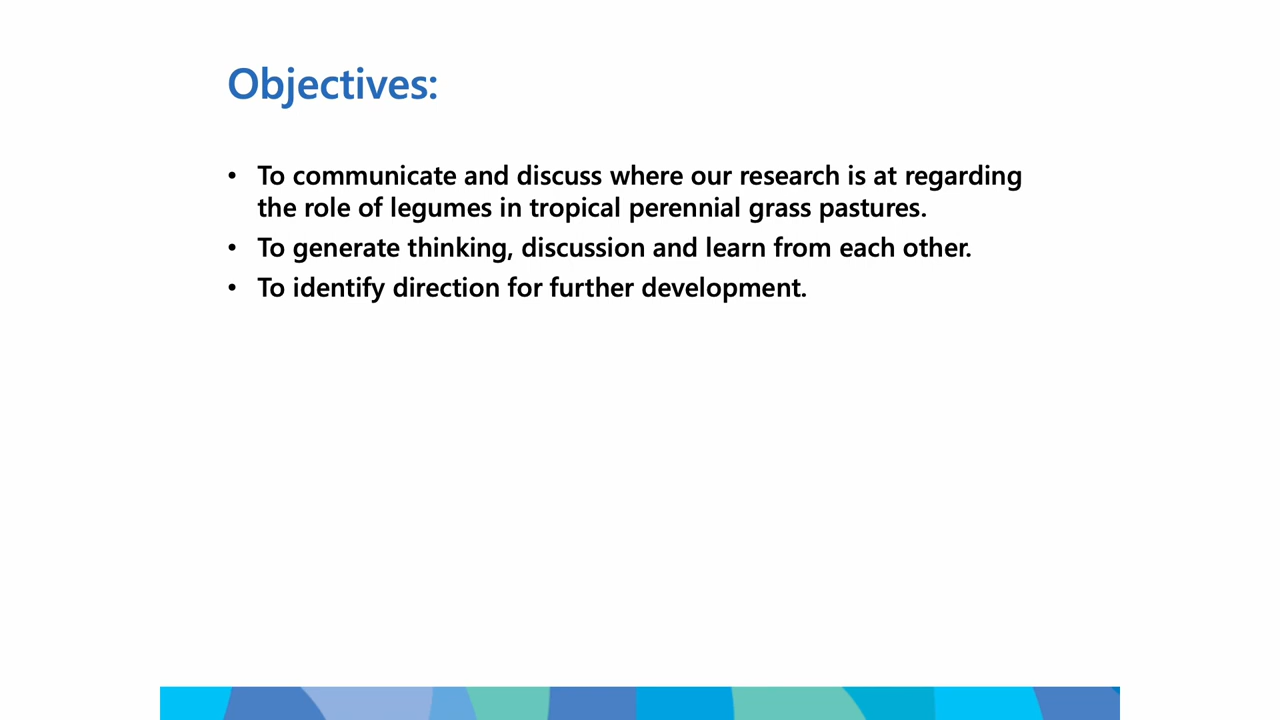 Objectives:
• To communicate and discuss where our research is at regarding
the role of legumes in tropical perennial grass pastures.
• To generate thinking, discussion and learn from each other.
• To identify direction for further development.